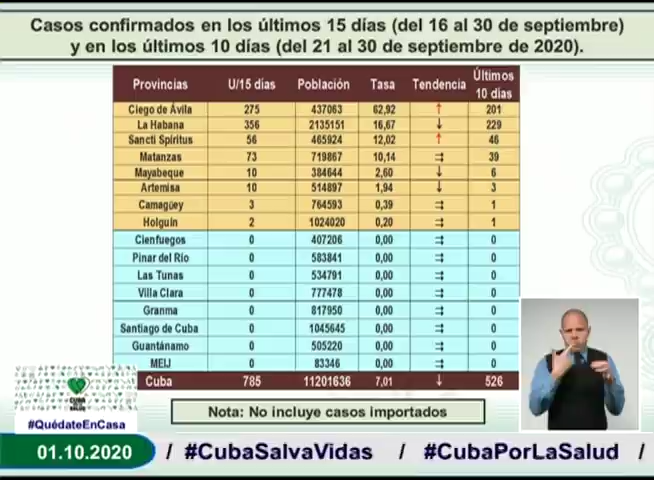 Casos confirmados en los últimos 15 días (del 16 al 30 de septiembre)
y en los últimos 10 días (del 21 al 30 de septiembre de 2020).
Provincias U/15 días Población Tasa Tendencia Últimos 10 días
Ciego de Ávila 275 437063 62,92 ↑ 201
La Habana 356 2135151 16,67 ↓ 229
Sancti Spíritus 56 465924 12,02 ↑ 46
Matanzas 73 719867 10,14 39
Mayabeque 10 384644 2,60 ↓ 6
Artemisa 10 514897 1,94 ↓ 3
Camagüey 3 764593 0,39 1
Holguín 2 1024020 0,20 1
Cienfuegos 0 407206 0,00 0
Pinar del Río 0 583841 0,00 0
Las Tunas 0 534791 0,00 0
Villa Clara 0 777478 0,00 0
Granma 0 817950 0,00 0
Santiago de Cuba 0 1045645 0,00 0
Guantánamo 0 505220 0,00 0
MEIJ 0 83346 0,00 0
Cuba 785 11201636 7,01 ↓ 526
Nota: No incluye casos importados
#QuédateEnCasa
01.10.2020 / #CubaSalvaVidas / #CubaPorLaSalud /